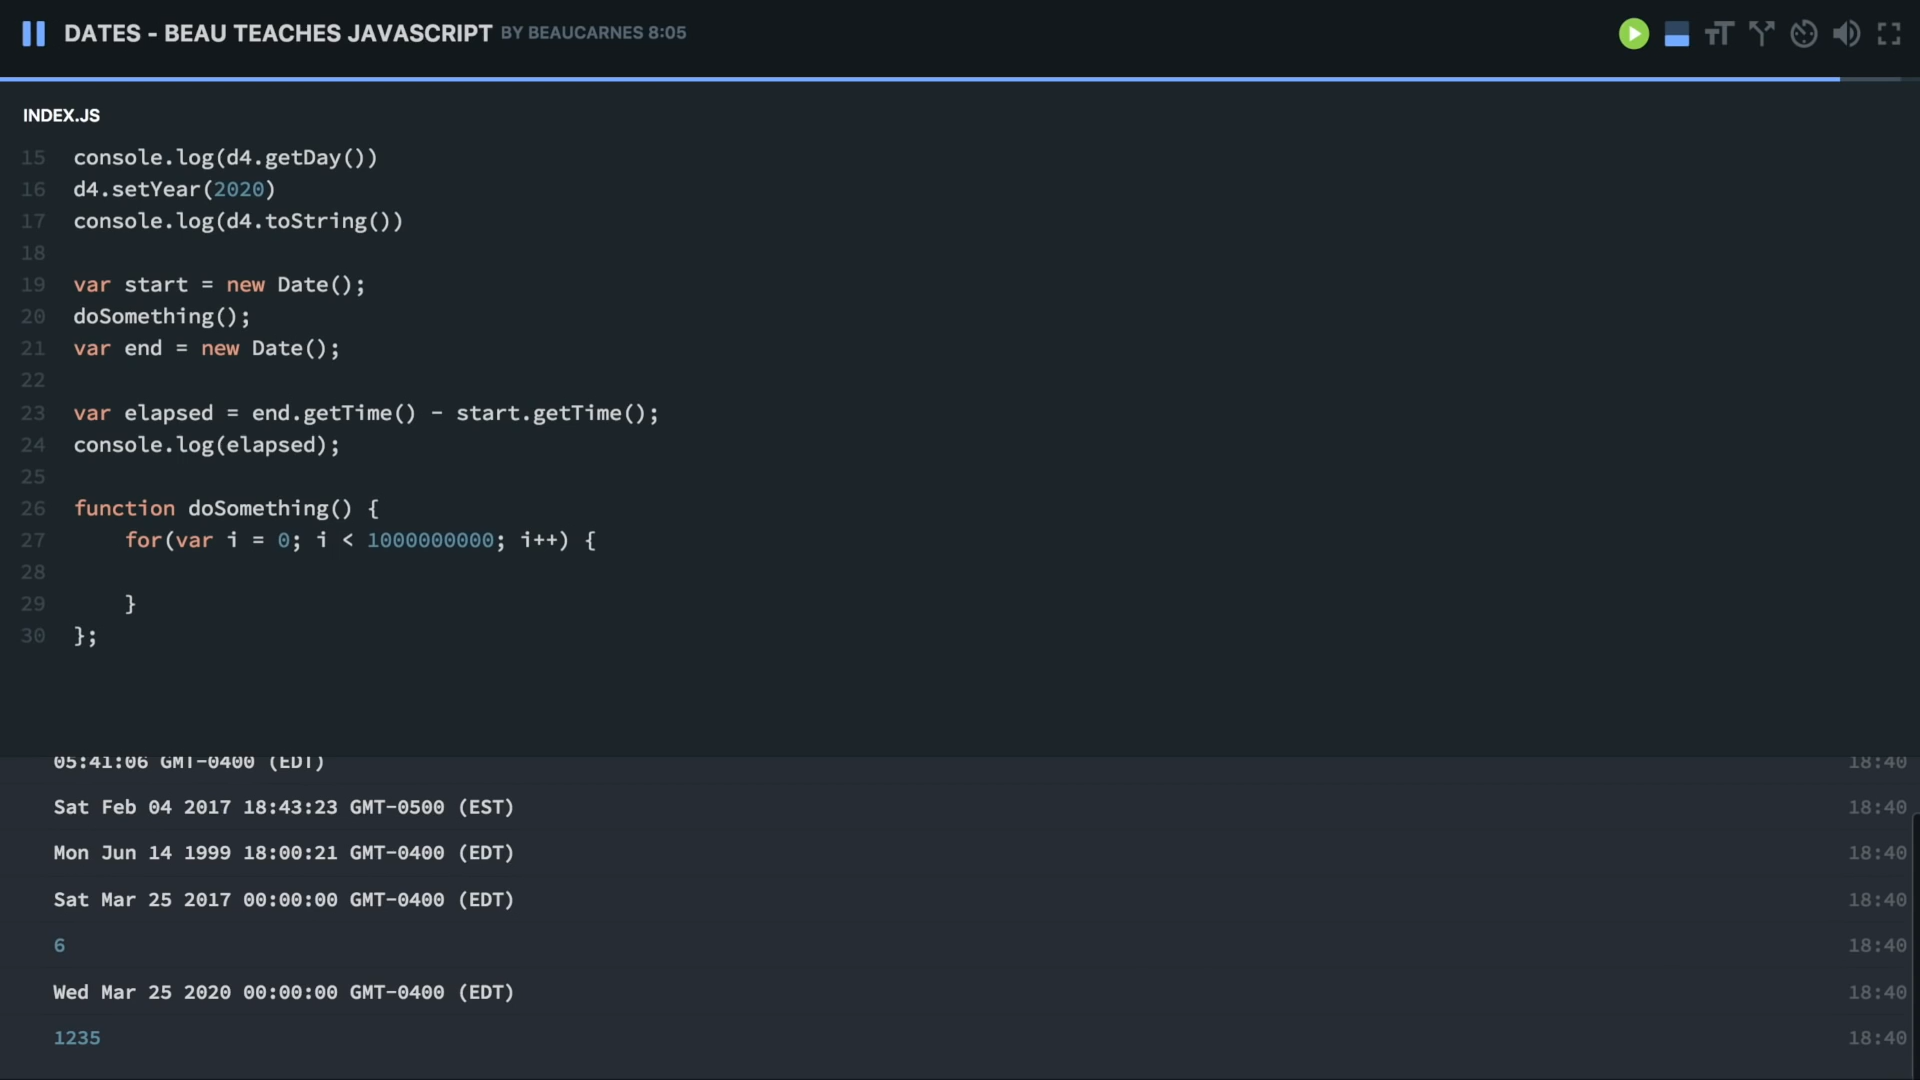 DATES - BEAU TEACHES JAVASCRIPT BY BEAUCARNES 8:05
INDEX.JS
15 console.log(d4.getDay())
16 d4.setYear(2020)
17 console.log(d4.toString())
18
19 var start = new Date();
20 doSomething();
21 var end = new Date();
22
23 var elapsed = end.getTime() - start.getTime();
24 console.log(elapsed);
25
26 function doSomething() {
27 for(var i = 0; i < 1000000000; i++) {
28
29 }
30 };
05:41:06 GMT-0400 (EDT) 18:40
Sat Feb 04 2017 18:43:23 GMT-0500 (EST) 18:40
Mon Jun 14 1999 18:00:21 GMT-0400 (EDT) 18:40
Sat Mar 25 2017 00:00:00 GMT-0400 (EDT) 18:40
6 18:40
Wed Mar 25 2020 00:00:00 GMT-0400 (EDT) 18:40
1235 18:40